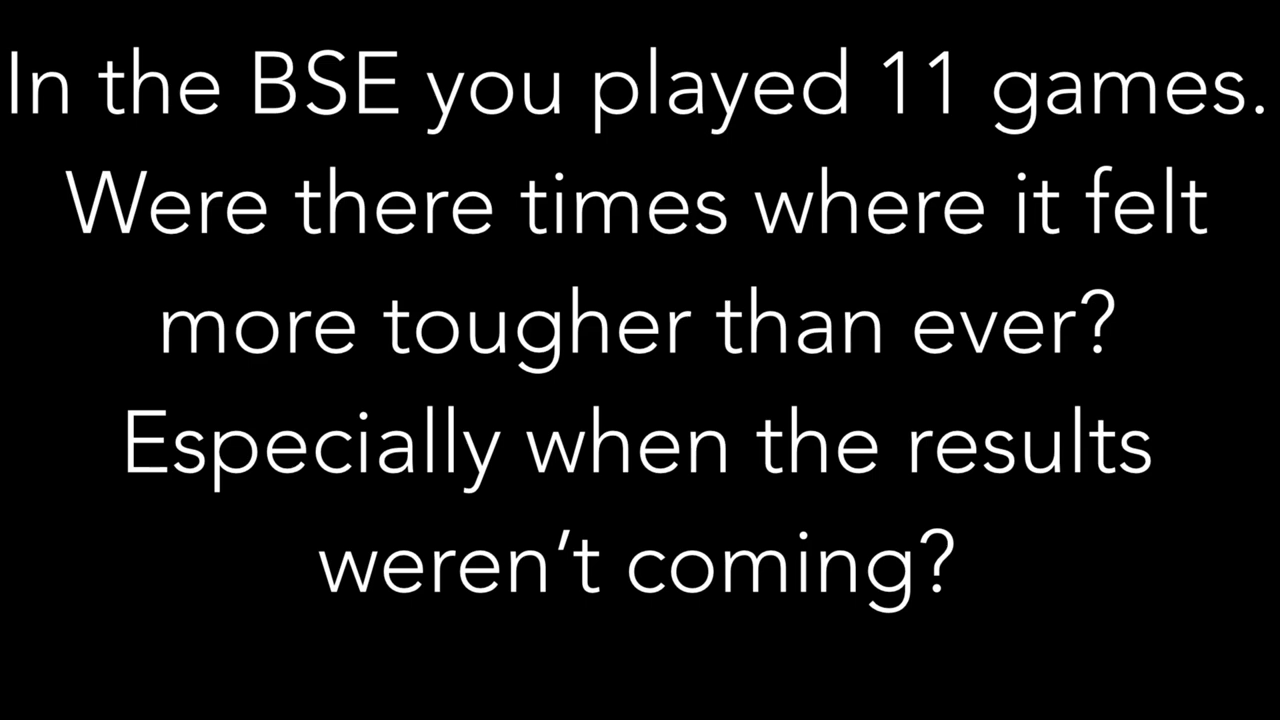 In the BSE you played 11 games.
Were there times where it felt
more tougher than ever?
Especially when the results
weren’t coming?